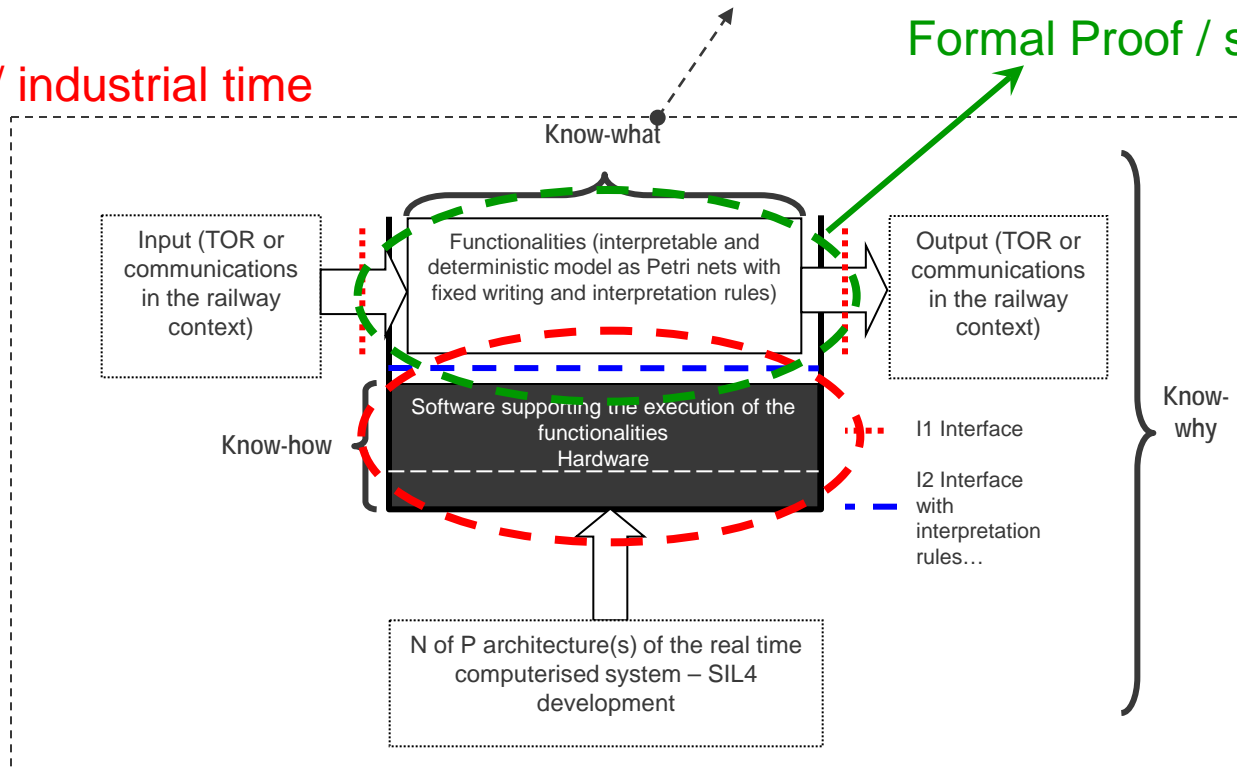 Formal Proof / s
/ industrial time
Know-what
Input (TOR or
communications
in the railway
context)
Functionalities (interpretable and
deterministic model as Petri nets with
fixed writing and interpretation rules)
Output (TOR or
communications
in the railway
context)
Know-how
Software supporting the execution of the
functionalities
Hardware
I1 Interface
I2 Interface
with
interpretation
rules…
Know-
why
N of P architecture(s) of the real time
computerised system – SIL4
development